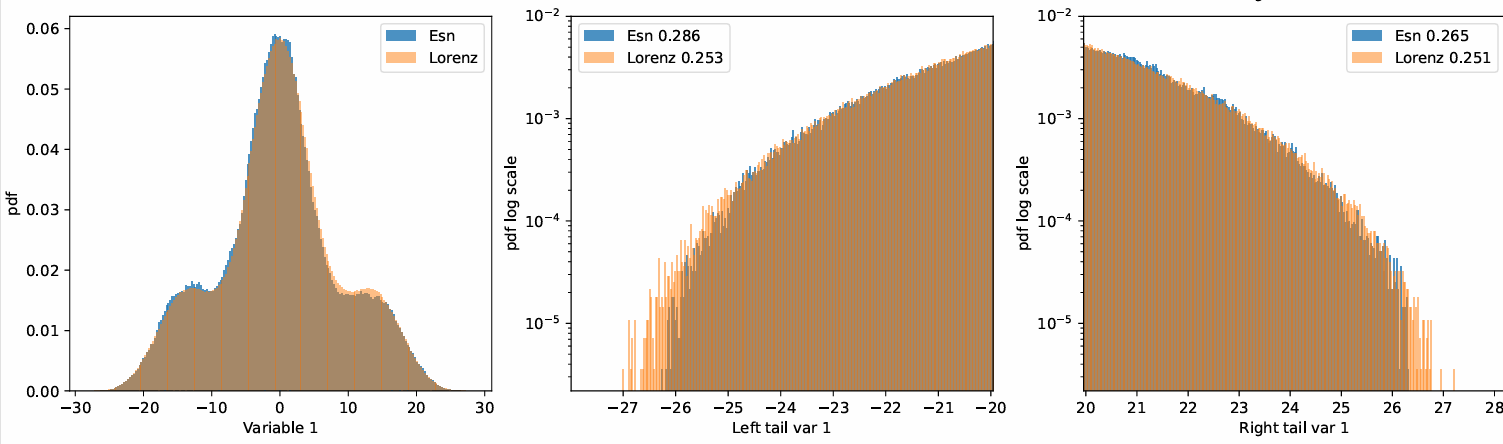 pdf
0.06
0.05
0.04
0.03
0.02
0.01
0.00
−30 −20 −10 0 10 20 30
Variable 1
Esn
Lorenz
pdf log scale
10−2
10−3
10−4
10−5
−27 −26 −25 −24 −23 −22 −21 −20
Left tail var 1
Esn 0.286
Lorenz 0.253
pdf log scale
10−2
10−3
10−4
10−5
20 21 22 23 24 25 26 27 28
Right tail var 1
Esn 0.265
Lorenz 0.251